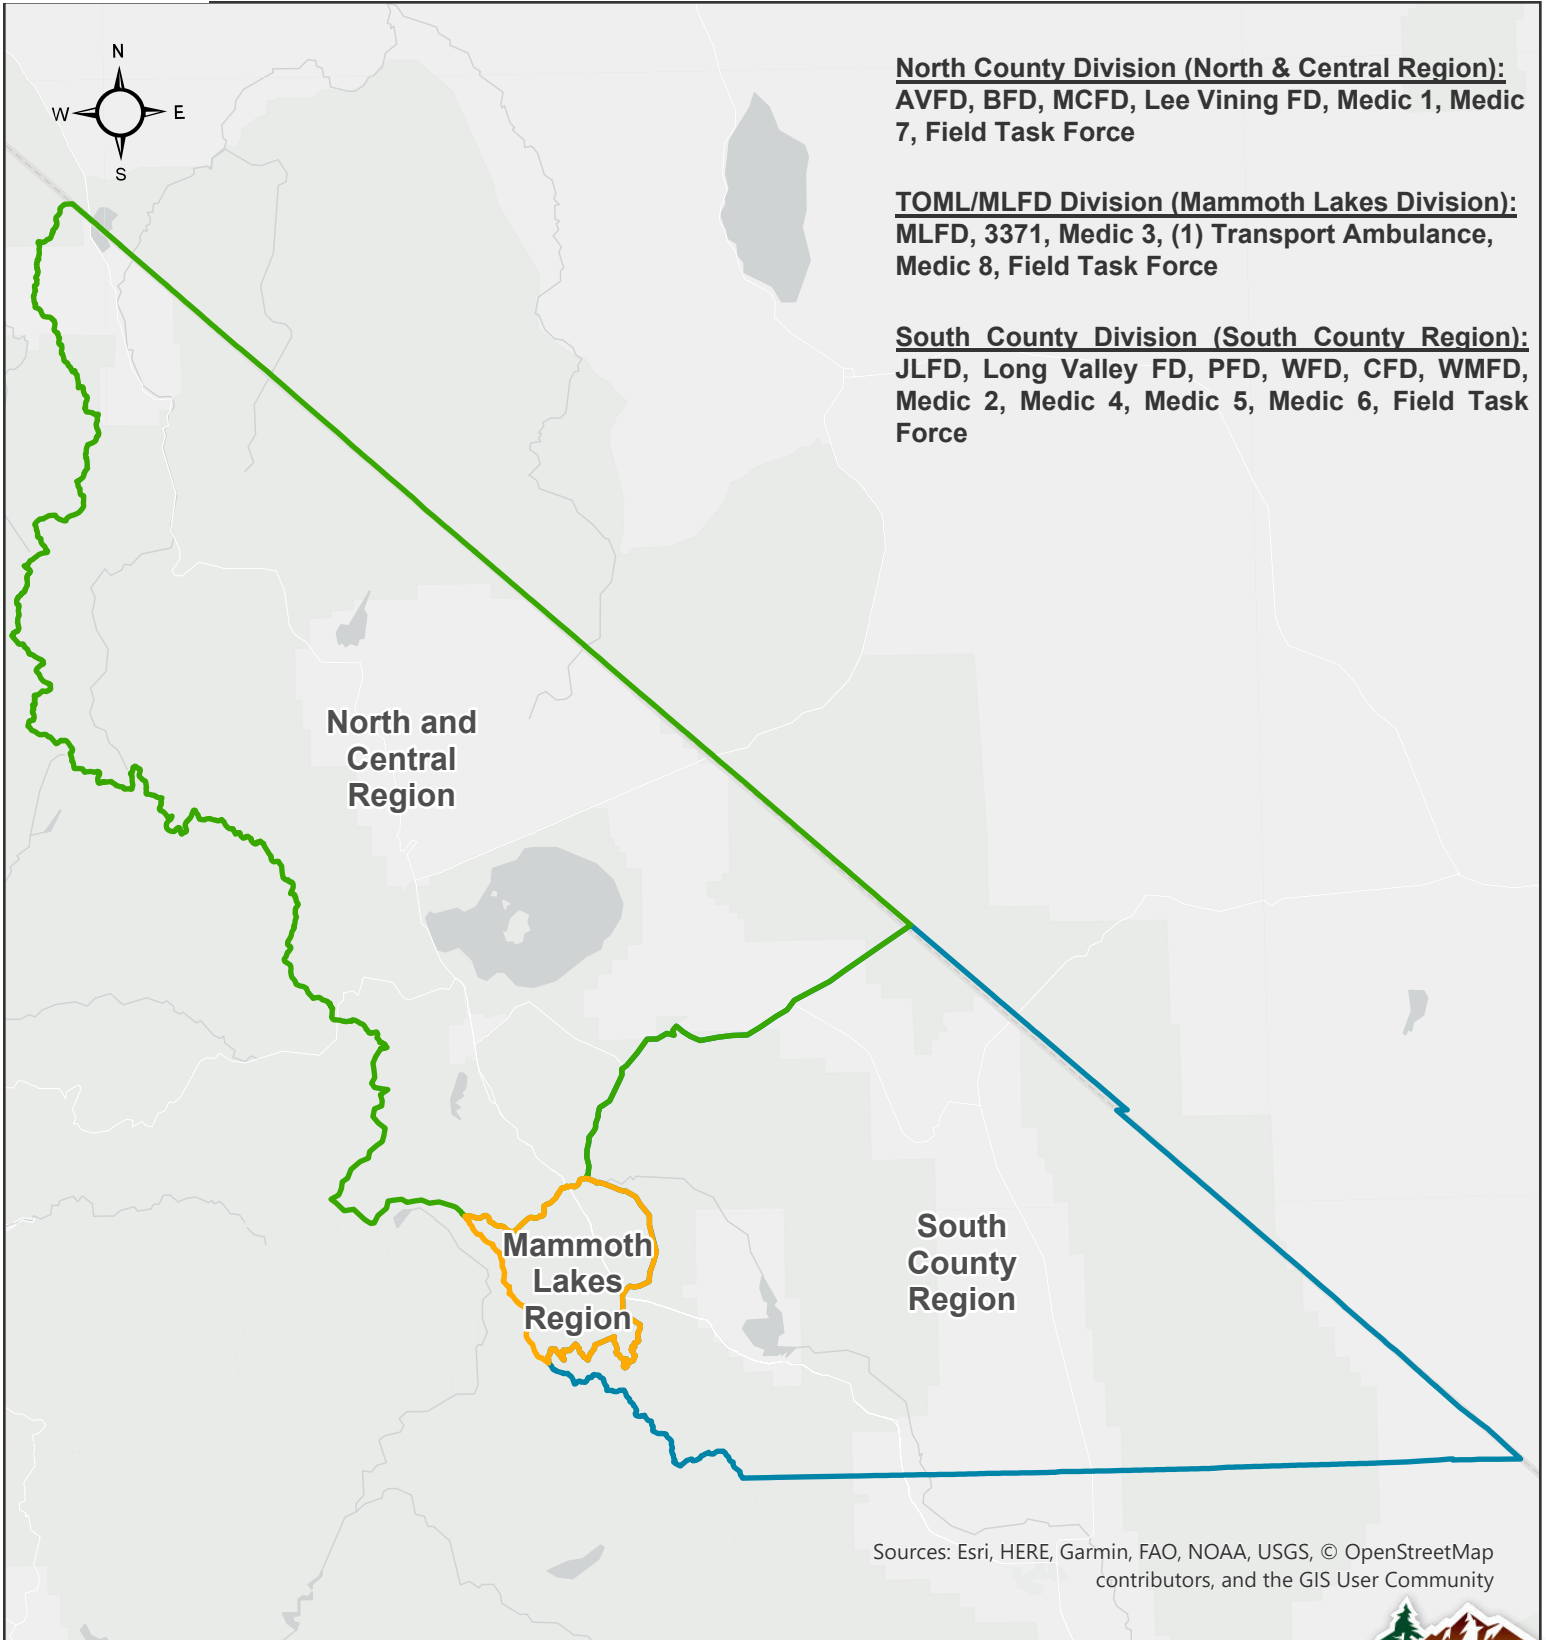 N
W
E
S
North County Division (North & Central Region):
AVFD, BFD, MCFD, Lee Vining FD, Medic 1, Medic
7, Field Task Force
TOML/MLFD Division (Mammoth Lakes Division):
MLFD, 3371, Medic 3, (1) Transport Ambulance,
Medic 8, Field Task Force
South County Division (South County Region):
JLFD, Long Valley FD, PFD, WFD, CFD, WMFD,
Medic 2, Medic 4, Medic 5, Medic 6, Field Task
Force
North and
Central
Region
Mammoth
Lakes
Region
South
County
Region
Sources: Esri, HERE, Garmin, FAO, NOAA, USGS, © OpenStreetMap
contributors, and the GIS User Community